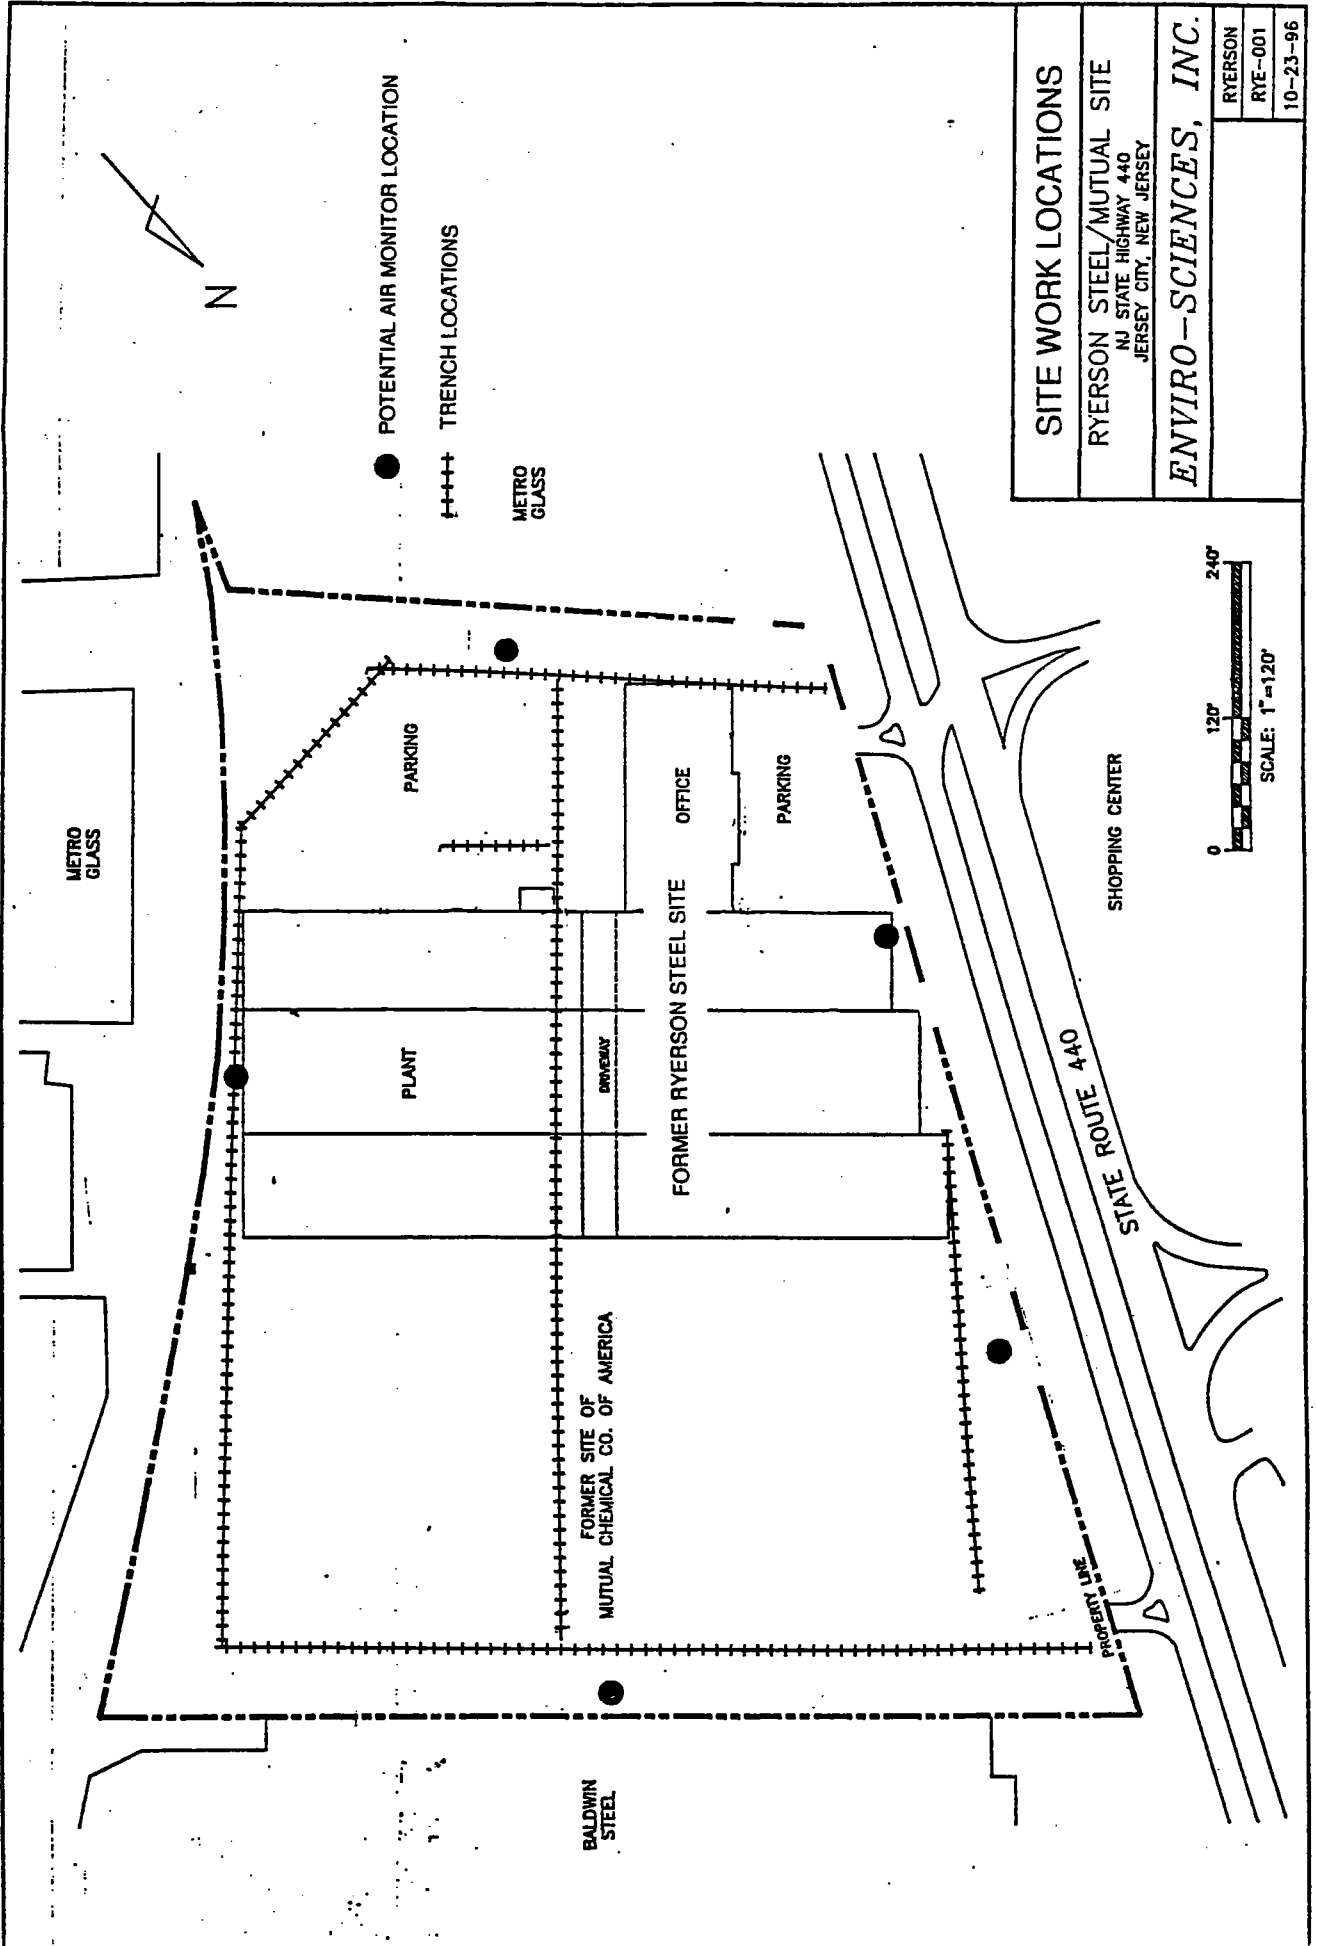 N
POTENTIAL AIR MONITOR LOCATION
TRENCH LOCATIONS
METRO
GLASS
METRO
GLASS
PARKING
OFFICE
PARKING
PLANT
DRIVEWAY
FORMER RYERSON STEEL SITE
FORMER SITE OF
MUTUAL CHEMICAL CO. OF AMERICA
PROPERTY LINE
BALDWIN
STEEL
STATE ROUTE 440
SHOPPING CENTER
0 120' 240'
SCALE: 1"=120'
SITE WORK LOCATIONS
RYERSON STEEL/MUTUAL SITE
NJ STATE HIGHWAY 440
JERSEY CITY, NEW JERSEY
ENVIRO-SCIENCES, INC.
RYERSON
RYE-001
10-23-96